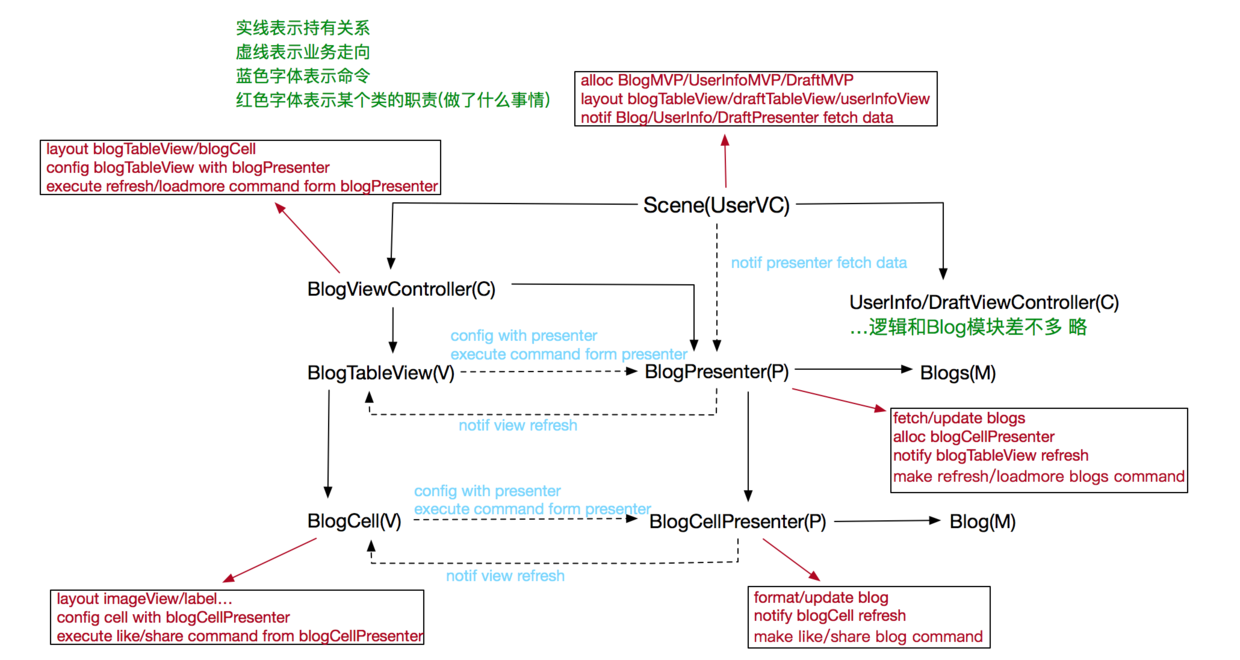 实线表示持有关系
虚线表示业务走向
蓝色字体表示命令
红色字体表示某个类的职责(做了什么事情)
alloc BlogMVP/UserInfoMVP/DraftMVP
layout blogTableView/draftTableView/userInfoView
notif Blog/UserInfo/DraftPresenter fetch data
layout blogTableView/blogCell
config blogTableView with blogPresenter
execute refresh/loadmore command form blogPresenter
Scene(UserVC)
notif presenter fetch data
BlogViewController(C)
UserInfo/DraftViewController(C)
...逻辑和Blog模块差不多 略
config with presenter
execute command form presenter
BlogTableView(V)
BlogPresenter(P)
Blogs(M)
notif view refresh
fetch/update blogs
alloc blogCellPresenter
notify blogTableView refresh
make refresh/loadmore blogs command
config with presenter
execute command form presenter
BlogCell(V)
BlogCellPresenter(P)
Blog(M)
notif view refresh
layout imageView/label...
config cell with blogCellPresenter
execute like/share command from blogCellPresenter
format/update blog
notify blogCell refresh
make like/share blog command